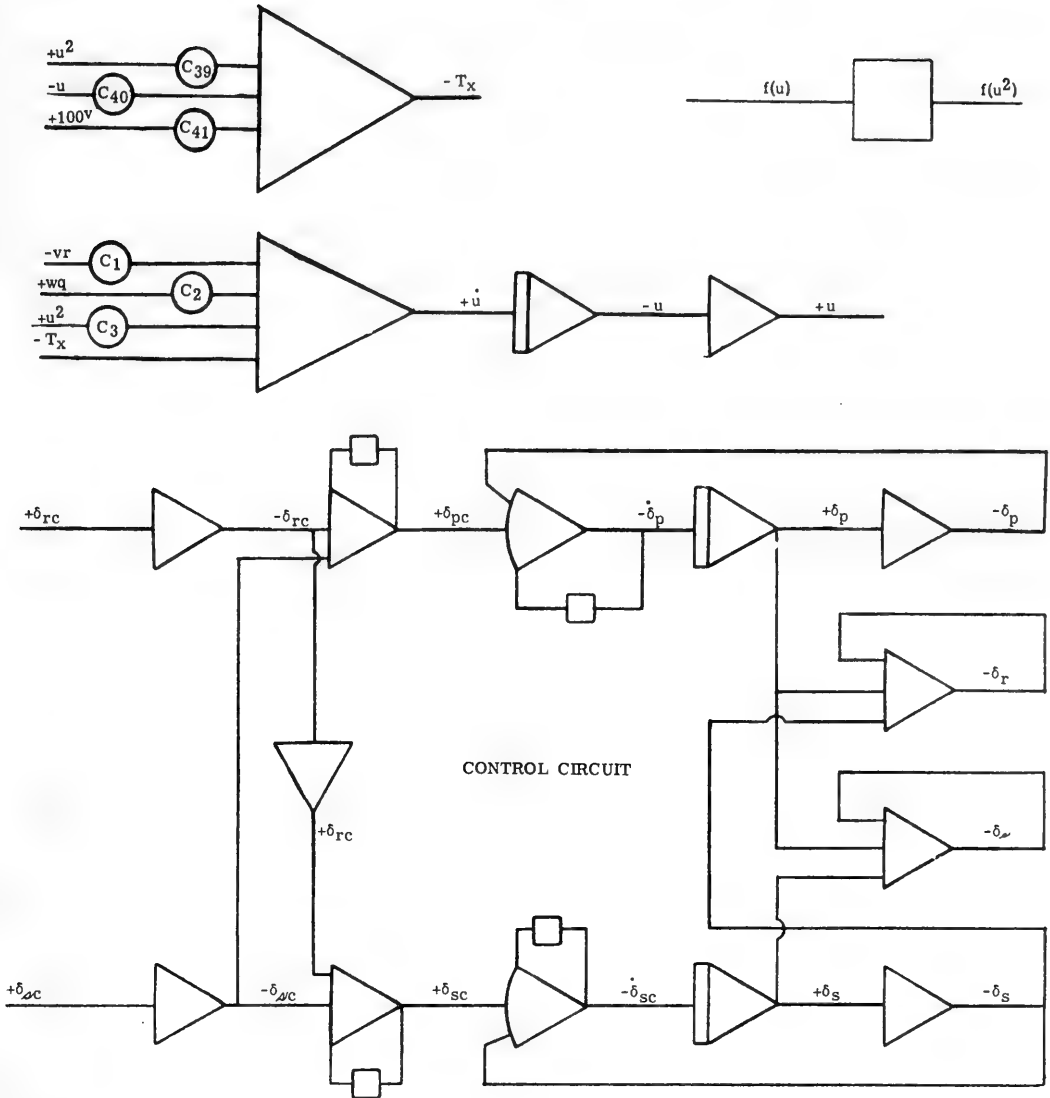 +u²
C39
-u
C40
- Tx
+100V
C41
f(u)
f(u²)
-vr
C1
+wq
C2
+u²
C3
- Tx
+u̇
- u
+u
+δrc
-δrc
+δpc
-δ̇p
+δp
-δp
-δr
CONTROL CIRCUIT
+δrc
-δ𝓈
+δ𝓈c
-δ𝓈c
+δsc
-δ̇sc
+δs
-δs